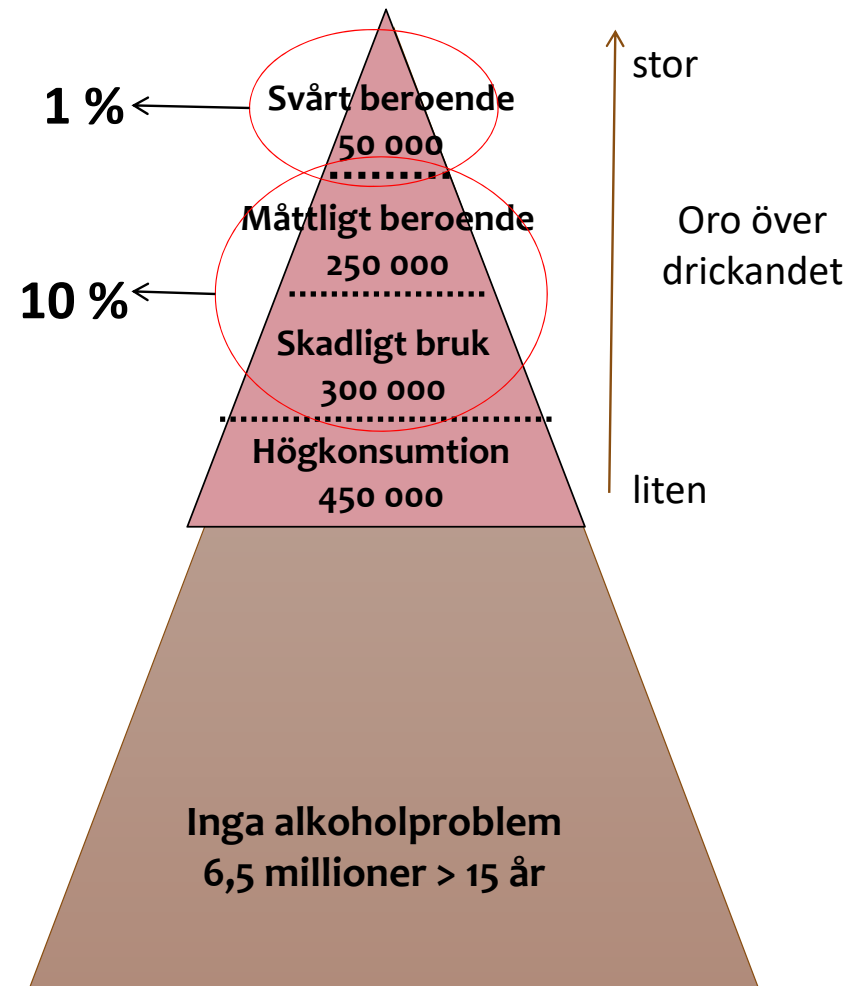 1 %
Svårt beroende
50 000
Måttligt beroende
250 000
10 %
Skadligt bruk
300 000
Högkonsumtion
450 000
stor
Oro över
drickandet
liten
Inga alkoholproblem
6,5 millioner > 15 år